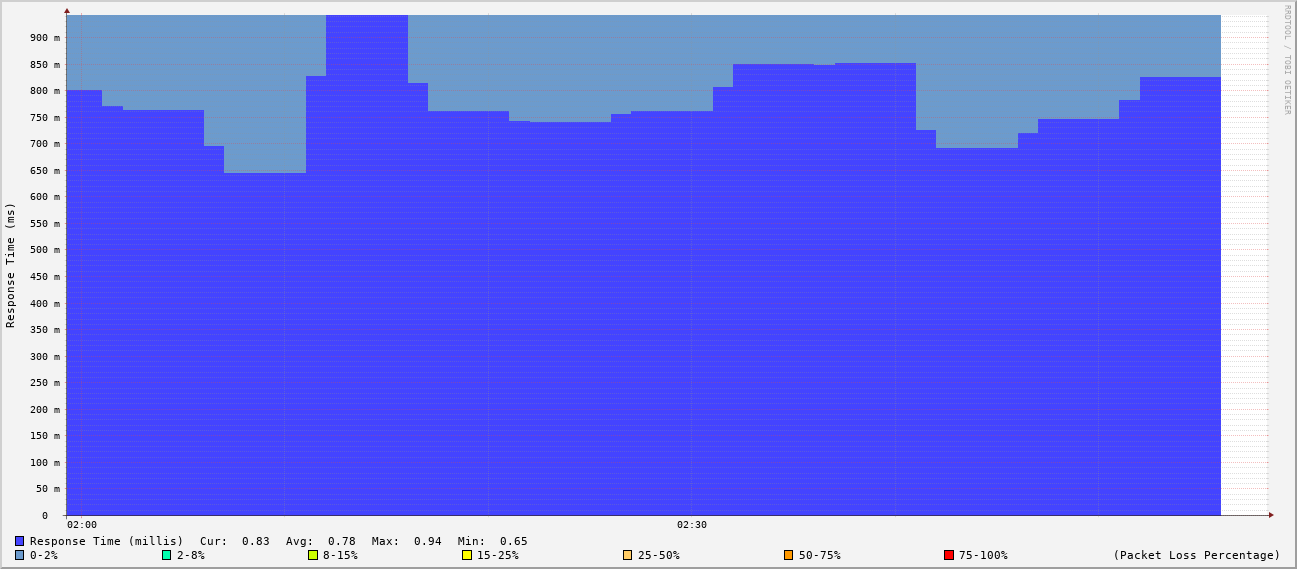 RRDTOOL / TOBI OETIKER
Response Time (ms)
900 m
850 m
800 m
750 m
700 m
650 m
600 m
550 m
500 m
450 m
400 m
350 m
300 m
250 m
200 m
150 m
100 m
50 m
0
02:00 02:30
Response Time (millis) Cur: 0.83 Avg: 0.78 Max: 0.94 Min: 0.65
0-2% 2-8% 8-15% 15-25% 25-50% 50-75% 75-100% (Packet Loss Percentage)